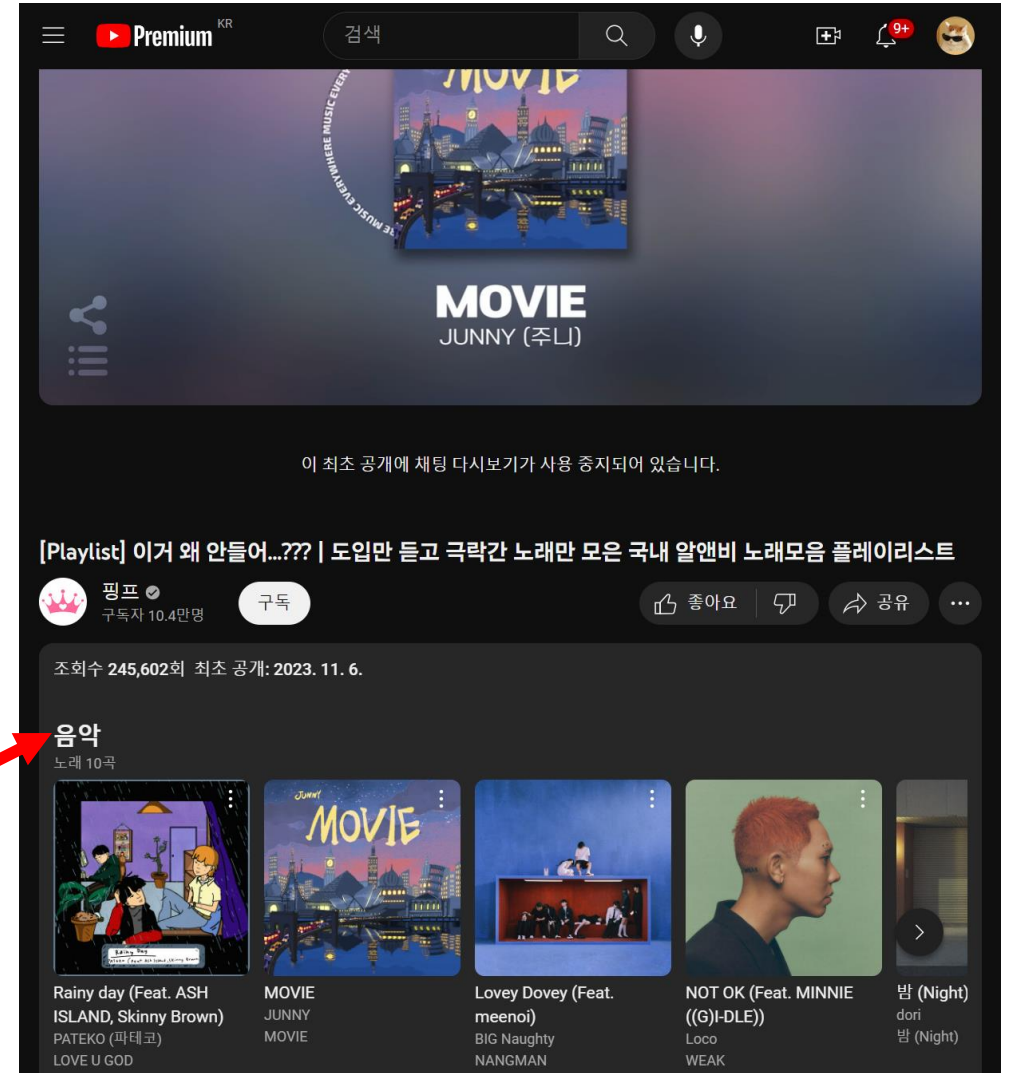 Premium KR
검색
9+
MOVIE
MUSIC EVERYWHERE MUSIC EVERY
MOVIE
JUNNY (주니)
이 최초 공개에 채팅 다시보기가 사용 중지되어 있습니다.
[Playlist] 이거 왜 안들어...??? | 도입만 듣고 극락간 노래만 모은 국내 알앤비 노래모음 플레이리스트
핑프
구독자 10.4만명
구독
좋아요
공유
조회수 245,602회 최초 공개: 2023. 11. 6.
음악
노래 10곡
Rainy Day
JUNNY
MOVIE
Rainy day (Feat. ASH
ISLAND, Skinny Brown)
PATEKO (파테코)
LOVE U GOD
MOVIE
JUNNY
MOVIE
Lovey Dovey (Feat.
meenoi)
BIG Naughty
NANGMAN
NOT OK (Feat. MINNIE
((G)I-DLE))
Loco
WEAK
밤 (Night)
dori
밤 (Night)